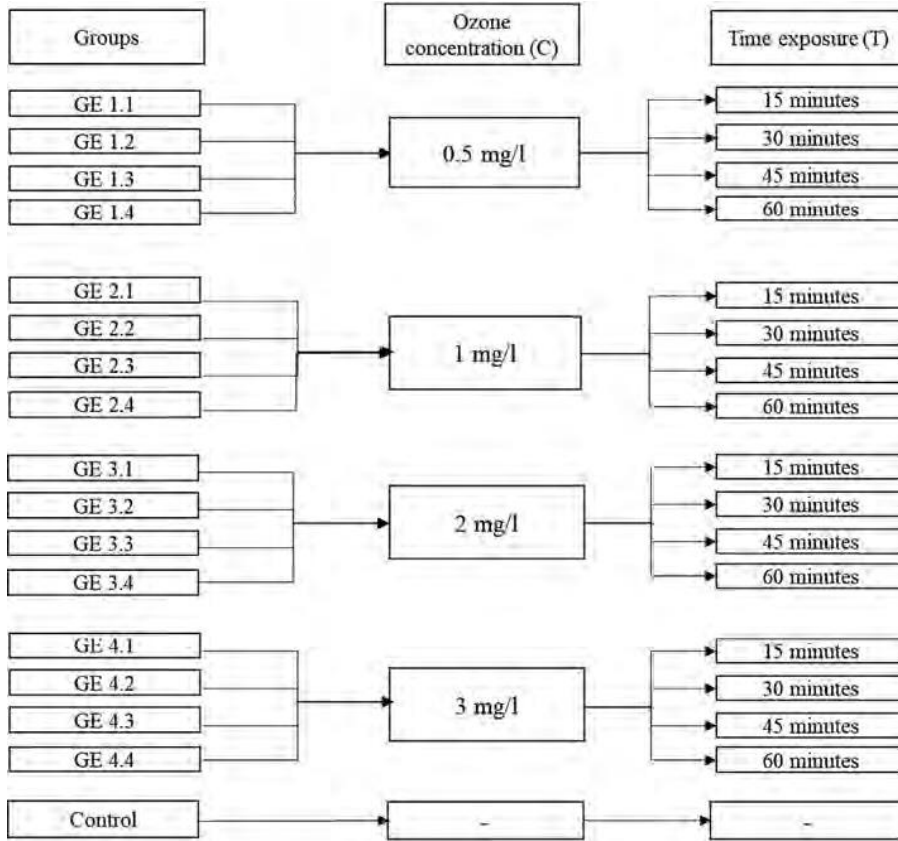 Groups
Ozone
concentration (C)
Time exposure (T)
GE 1.1
GE 1.2
GE 1.3
GE 1.4
0.5 mg/l
15 minutes
30 minutes
45 minutes
60 minutes
GE 2.1
GE 2.2
GE 2.3
GE 2.4
1 mg/l
15 minutes
30 minutes
45 minutes
60 minutes
GE 3.1
GE 3.2
GE 3.3
GE 3.4
2 mg/l
15 minutes
30 minutes
45 minutes
60 minutes
GE 4.1
GE 4.2
GE 4.3
GE 4.4
3 mg/l
15 minutes
30 minutes
45 minutes
60 minutes
Control
-
-